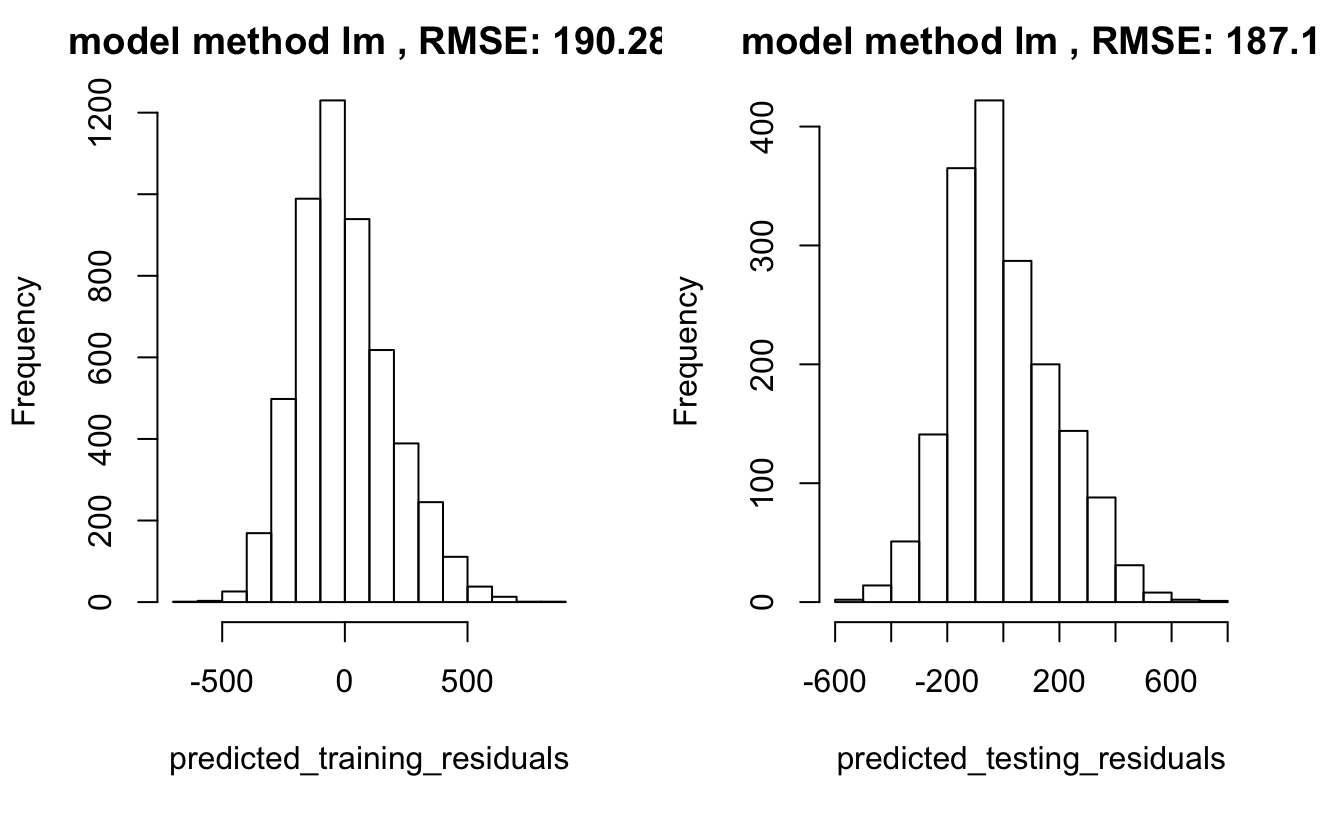 model method lm , RMSE: 190.28
1200
800
600
400
200
0
Frequency
-500 0 500
predicted_training_residuals
model method lm , RMSE: 187.1
400
300
200
100
0
Frequency
-600 -200 200 600
predicted_testing_residuals